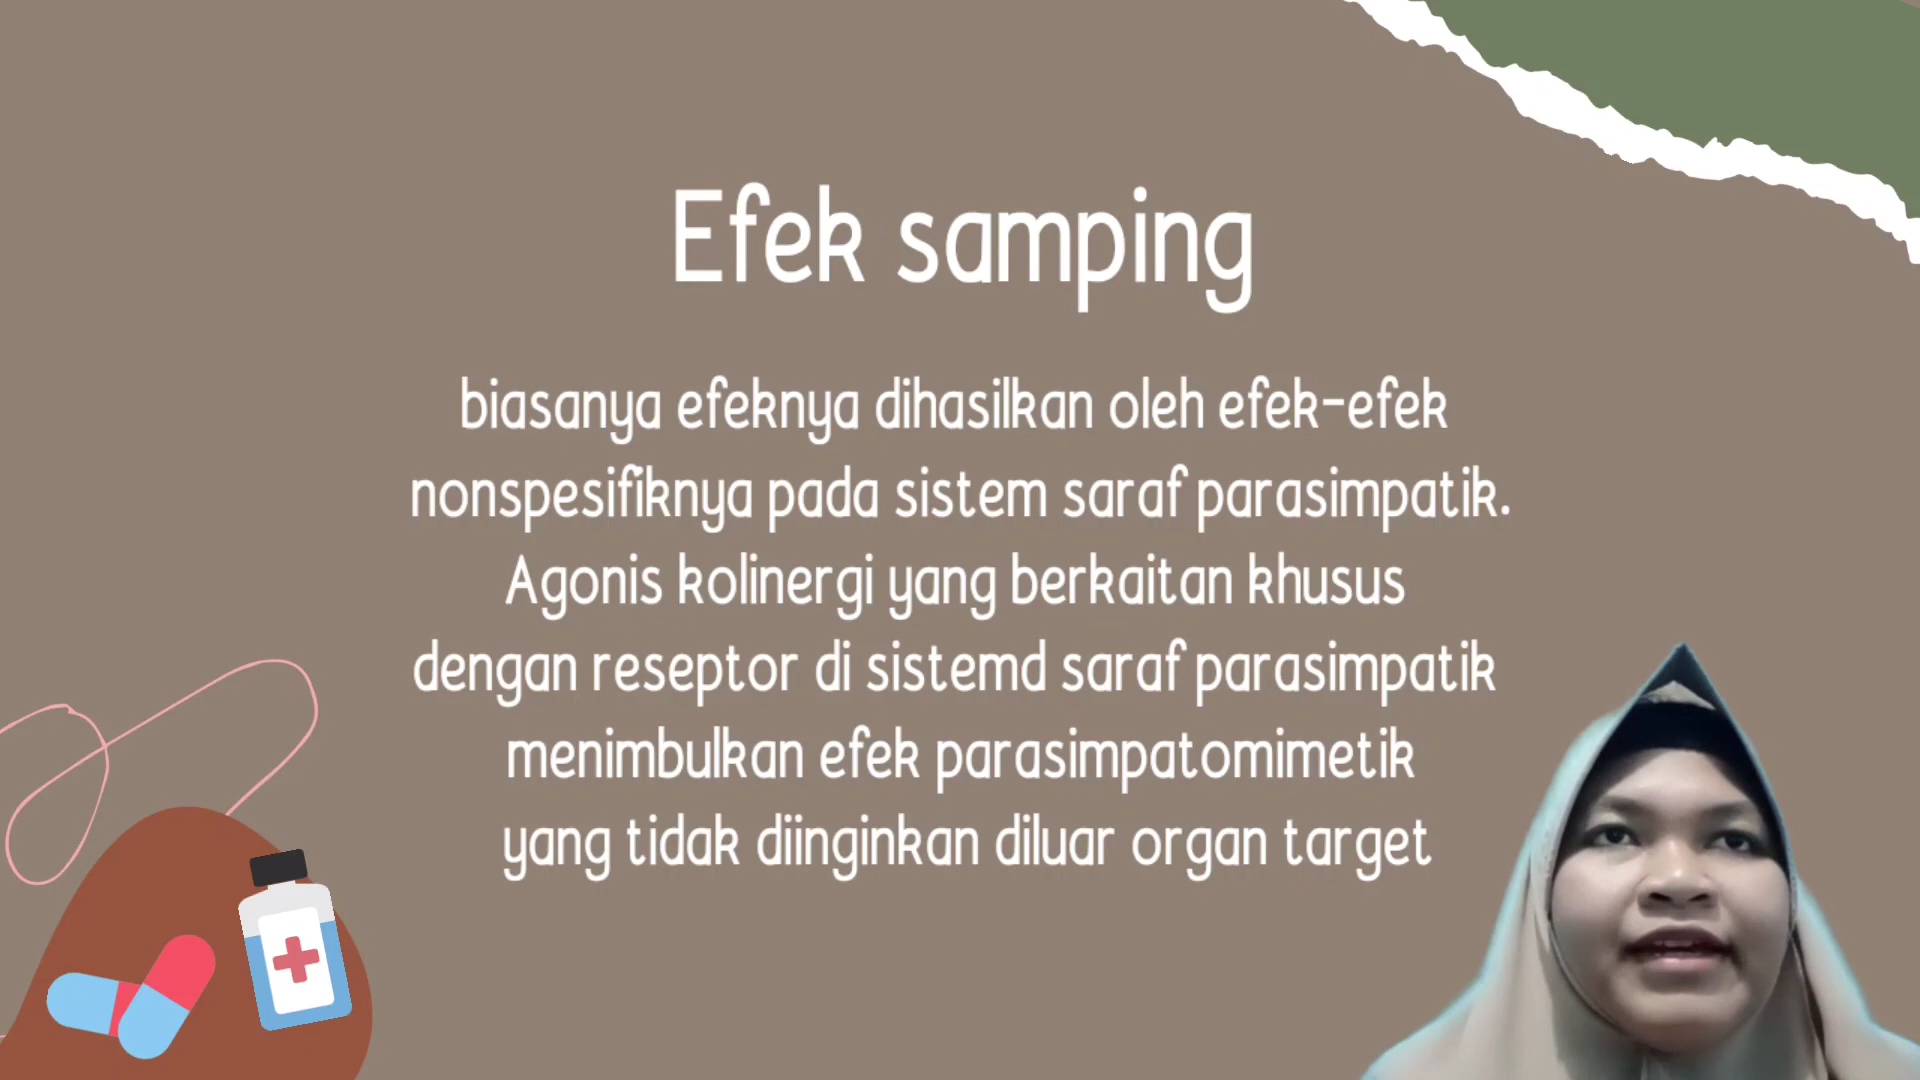 Efek samping
biasanya efeknya dihasilkan oleh efek-efek
nonspesifiknya pada sistem saraf parasimpatik.
Agonis kolinergi yang berkaitan khusus
dengan reseptor di sistemd saraf parasimpatik
menimbulkan efek parasimpatomimetik
yang tidak diinginkan diluar organ target